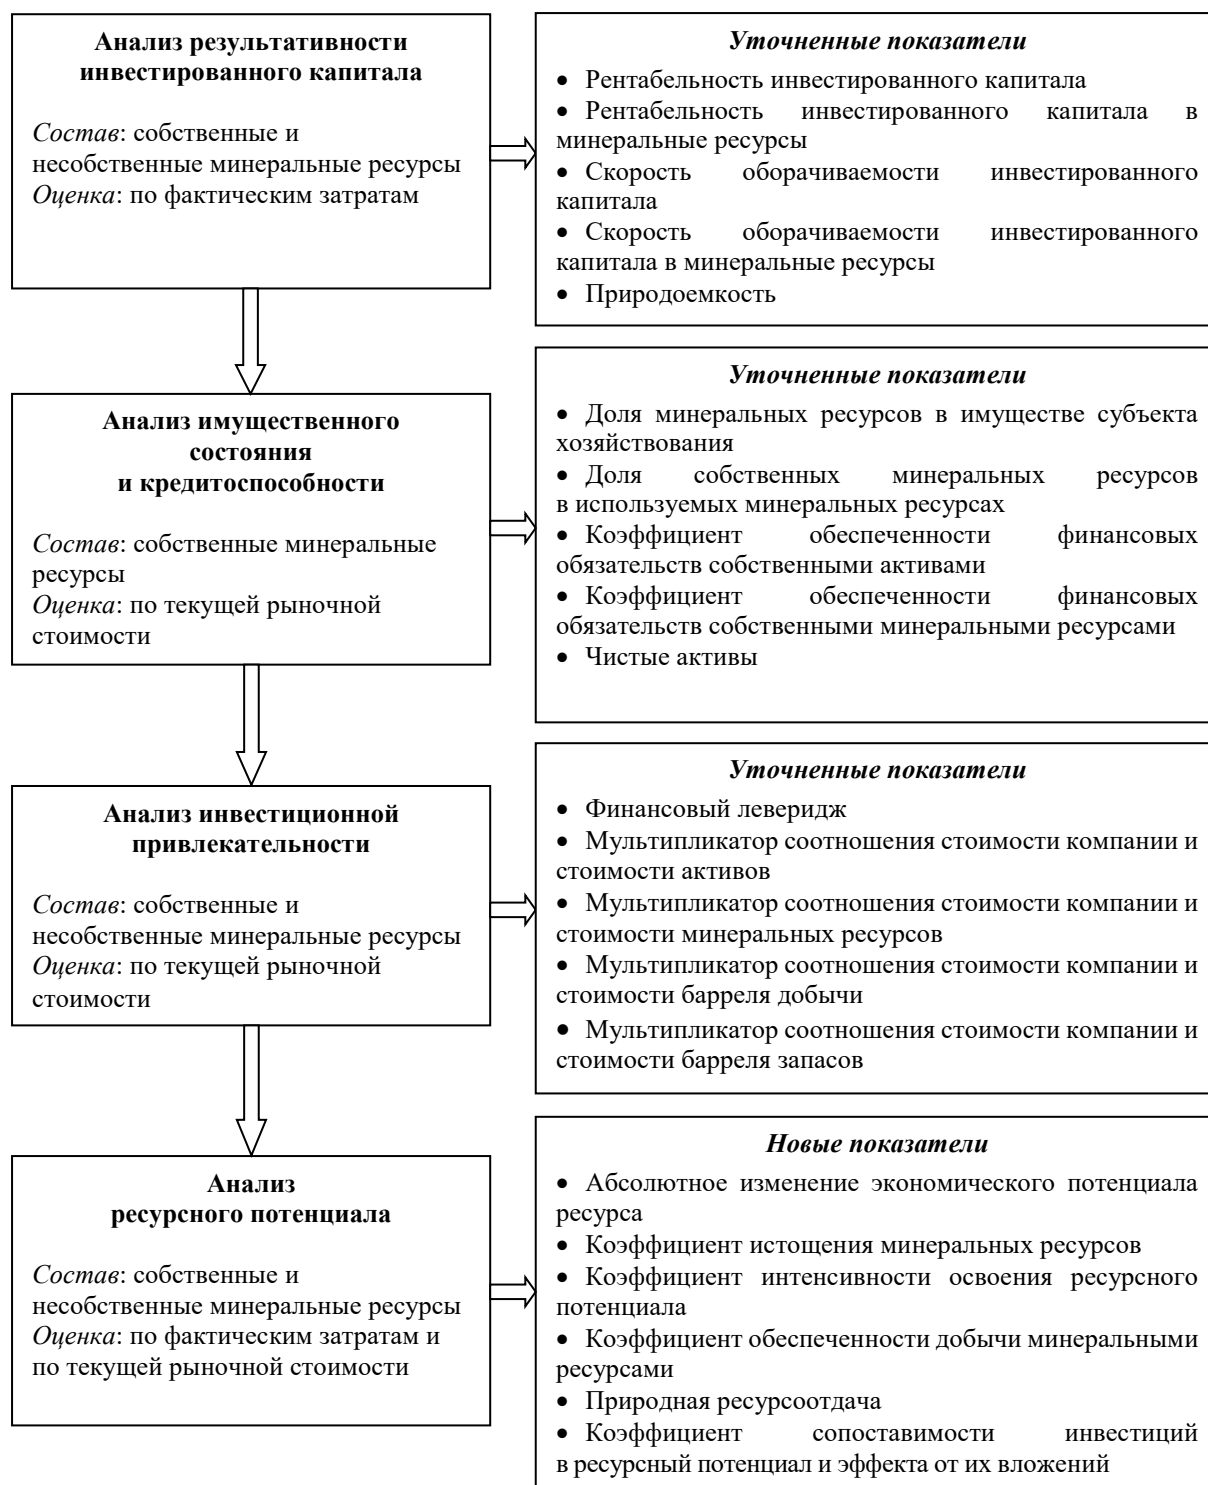 Анализ результативности
инвестированного капитала
Состав: собственные и
несобственные минеральные ресурсы
Оценка: по фактическим затратам
Уточненные показатели
• Рентабельность инвестированного капитала
• Рентабельность инвестированного капитала в
минеральные ресурсы
• Скорость оборачиваемости инвестированного
капитала
• Скорость оборачиваемости инвестированного
капитала в минеральные ресурсы
• Природоемкость
Анализ имущественного
состояния
и кредитоспособности
Состав: собственные минеральные
ресурсы
Оценка: по текущей рыночной
стоимости
Уточненные показатели
• Доля минеральных ресурсов в имуществе субъекта
хозяйствования
• Доля собственных минеральных ресурсов
в используемых минеральных ресурсах
• Коэффициент обеспеченности финансовых
обязательств собственными активами
• Коэффициент обеспеченности финансовых
обязательств собственными минеральными ресурсами
• Чистые активы
Анализ инвестиционной
привлекательности
Состав: собственные и
несобственные минеральные ресурсы
Оценка: по текущей рыночной
стоимости
Уточненные показатели
• Финансовый леверидж
• Мультипликатор соотношения стоимости компании и
стоимости активов
• Мультипликатор соотношения стоимости компании и
стоимости минеральных ресурсов
• Мультипликатор соотношения стоимости компании и
стоимости барреля добычи
• Мультипликатор соотношения стоимости компании и
стоимости барреля запасов
Анализ
ресурсного потенциала
Состав: собственные и
несобственные минеральные ресурсы
Оценка: по фактическим затратам и
по текущей рыночной стоимости
Новые показатели
• Абсолютное изменение экономического потенциала
ресурса
• Коэффициент истощения минеральных ресурсов
• Коэффициент интенсивности освоения ресурсного
потенциала
• Коэффициент обеспеченности добычи минеральными
ресурсами
• Природная ресурсоотдача
• Коэффициент сопоставимости инвестиций
в ресурсный потенциал и эффекта от их вложений